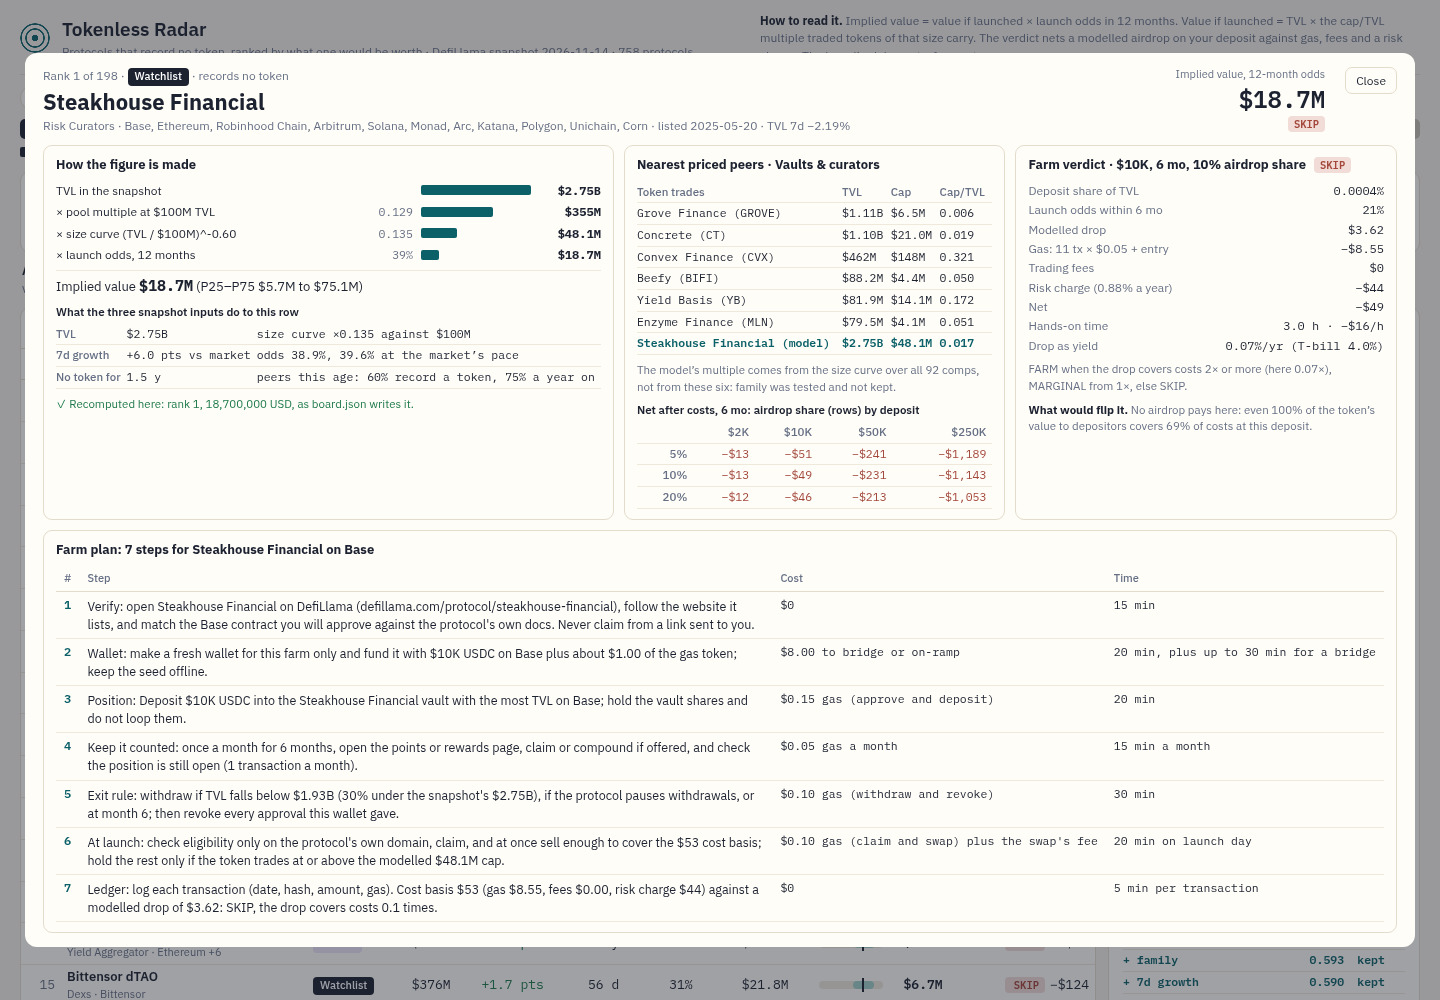 Tokenless Radar
Protocols that record no token, ranked by what one would be worth · DefiLlama snapshot 2026-11-14 · 758 protocols
How to read it. Implied value = value if launched × launch odds in 12 months. Value if launched = TVL × the cap/TVL
multiple traded tokens of that size carry. The verdict nets a modelled airdrop on your deposit against gas, fees and a risk
Rank 1 of 198 · Watchlist · records no token
Steakhouse Financial
Risk Curators · Base, Ethereum, Robinhood Chain, Arbitrum, Solana, Monad, Arc, Katana, Polygon, Unichain, Corn · listed 2025-05-20 · TVL 7d −2.19%
Implied value, 12-month odds
$18.7M
SKIP
Close
How the figure is made
TVL in the snapshot $2.75B
× pool multiple at $100M TVL 0.129 $355M
× size curve (TVL / $100M)^-0.60 0.135 $48.1M
× launch odds, 12 months 39% $18.7M
Implied value $18.7M (P25–P75 $5.7M to $75.1M)
What the three snapshot inputs do to this row
TVL $2.75B size curve ×0.135 against $100M
7d growth +6.0 pts vs market odds 38.9%, 39.6% at the market’s pace
No token for 1.5 y peers this age: 60% record a token, 75% a year on
✓ Recomputed here: rank 1, 18,700,000 USD, as board.json writes it.
Nearest priced peers · Vaults & curators
Token trades TVL Cap Cap/TVL
Grove Finance (GROVE) $1.11B $6.5M 0.006
Concrete (CT) $1.10B $21.0M 0.019
Convex Finance (CVX) $462M $148M 0.321
Beefy (BIFI) $88.2M $4.4M 0.050
Yield Basis (YB) $81.9M $14.1M 0.172
Enzyme Finance (MLN) $79.5M $4.1M 0.051
Steakhouse Financial (model) $2.75B $48.1M 0.017
The model’s multiple comes from the size curve over all 92 comps,
not from these six: family was tested and not kept.
Net after costs, 6 mo: airdrop share (rows) by deposit
$2K $10K $50K $250K
5% −$13 −$51 −$241 −$1,189
10% −$13 −$49 −$231 −$1,143
20% −$12 −$46 −$213 −$1,053
Farm verdict · $10K, 6 mo, 10% airdrop share SKIP
Deposit share of TVL 0.0004%
Launch odds within 6 mo 21%
Modelled drop $3.62
Gas: 11 tx × $0.05 + entry −$8.55
Trading fees $0
Risk charge (0.88% a year) −$44
Net −$49
Hands-on time 3.0 h · −$16/h
Drop as yield 0.07%/yr (T-bill 4.0%)
FARM when the drop covers costs 2× or more (here 0.07×),
MARGINAL from 1×, else SKIP.
What would flip it. No airdrop pays here: even 100% of the token’s
value to depositors covers 69% of costs at this deposit.
Farm plan: 7 steps for Steakhouse Financial on Base
# Step Cost Time
1 Verify: open Steakhouse Financial on DefiLlama (defillama.com/protocol/steakhouse-financial), follow the website it $0 15 min
lists, and match the Base contract you will approve against the protocol's own docs. Never claim from a link sent to you.
2 Wallet: make a fresh wallet for this farm only and fund it with $10K USDC on Base plus about $1.00 of the gas token; $8.00 to bridge or on-ramp 20 min, plus up to 30 min for a bridge
keep the seed offline.
3 Position: Deposit $10K USDC into the Steakhouse Financial vault with the most TVL on Base; hold the vault shares and $0.15 gas (approve and deposit) 20 min
do not loop them.
4 Keep it counted: once a month for 6 months, open the points or rewards page, claim or compound if offered, and check $0.05 gas a month 15 min a month
the position is still open (1 transaction a month).
5 Exit rule: withdraw if TVL falls below $1.93B (30% under the snapshot's $2.75B), if the protocol pauses withdrawals, or $0.10 gas (withdraw and revoke) 30 min
at month 6; then revoke every approval this wallet gave.
6 At launch: check eligibility only on the protocol's own domain, claim, and at once sell enough to cover the $53 cost basis; $0.10 gas (claim and swap) plus the swap's fee 20 min on launch day
hold the rest only if the token trades at or above the modelled $48.1M cap.
7 Ledger: log each transaction (date, hash, amount, gas). Cost basis $53 (gas $8.55, fees $0.00, risk charge $44) against a $0 5 min per transaction
modelled drop of $3.62: SKIP, the drop covers costs 0.1 times.
Yield Aggregator · Ethereum +6
15 Bittensor dTAO Watchlist $376M +1.7 pts 56 d 31% $21.8M $6.7M SKIP −$124
Dexs · Bittensor
+ family 0.593 kept
+ 7d growth 0.590 kept